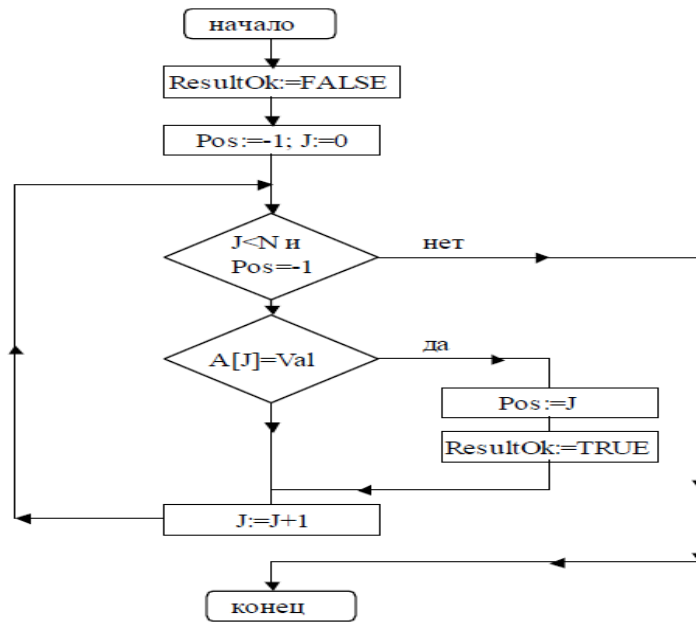 начало
ResultOk:=FALSE
Pos:=-1; J:=0
J<N и
Pos=-1
нет
A[J]=Val
да
Pos:=J
ResultOk:=TRUE
J:=J+1
конец